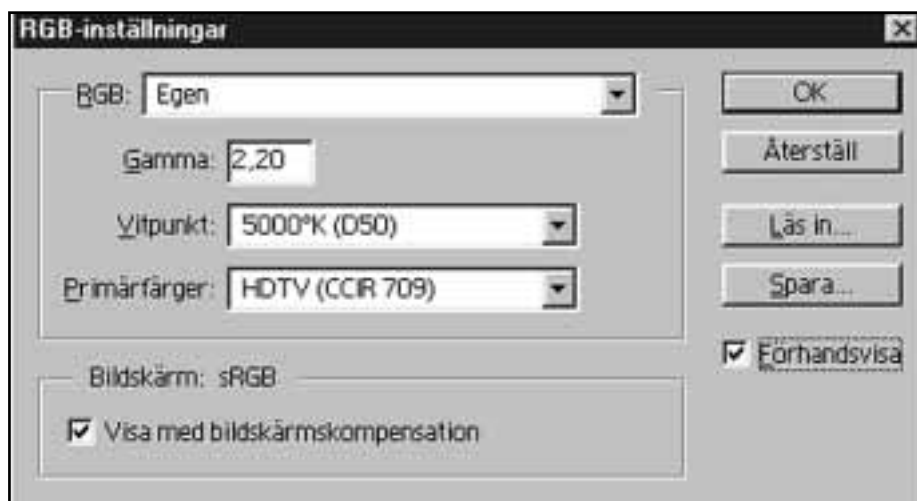 RGB-inställningar
RGB: Egen
Gamma: 2,20
Vitpunkt: 5000°K (D50)
Primärfärger: HDTV (CCIR 709)
Bildskärm: sRGB
Visa med bildskärmskompensation
OK
Återställ
Läs in...
Spara...
Förhandsvisa